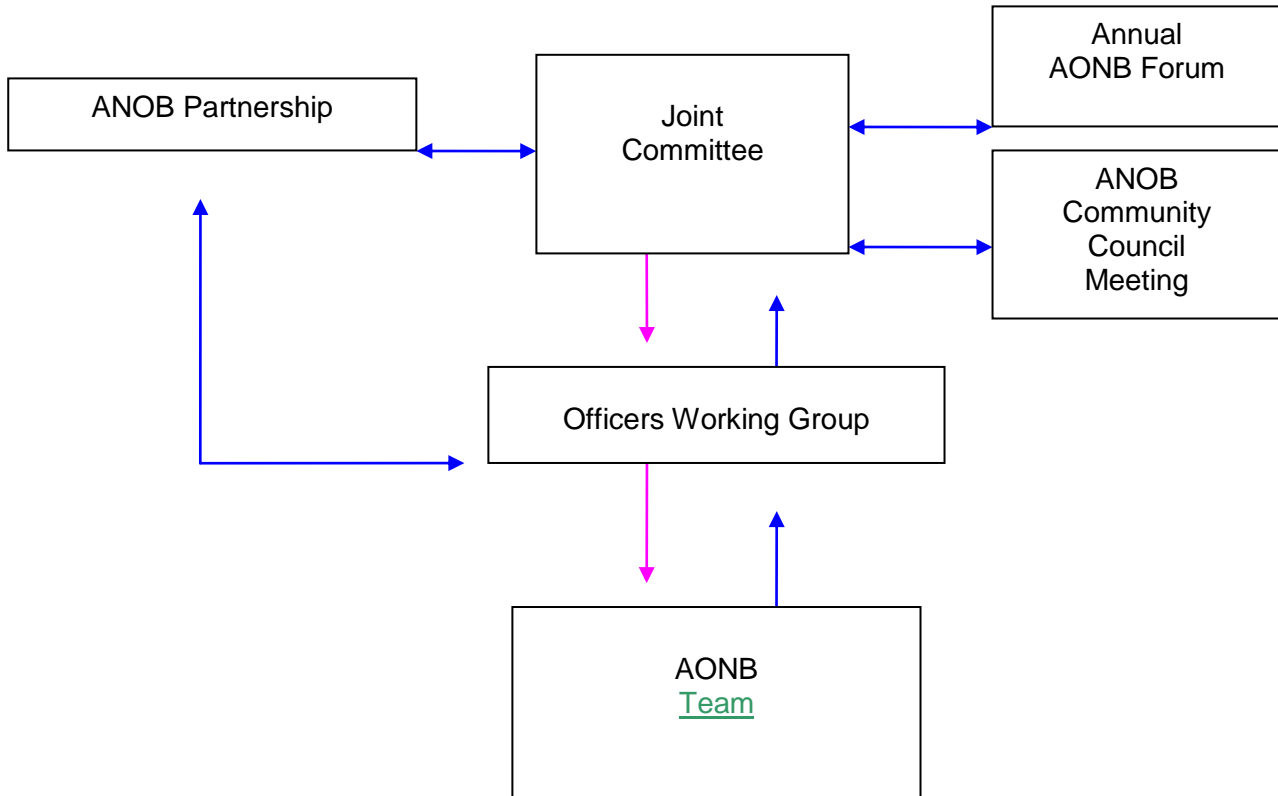 ANOB Partnership
Joint
Committee
Annual
AONB Forum
ANOB
Community
Council
Meeting
Officers Working Group
AONB
Team